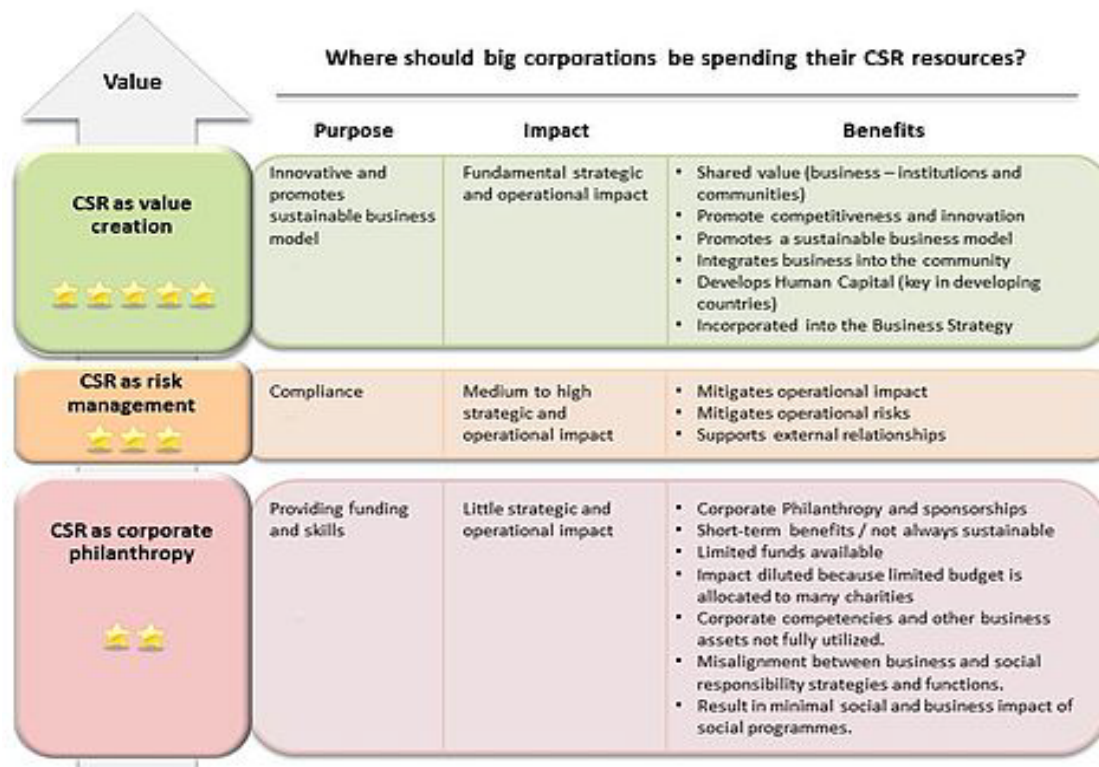 Value
Where should big corporations be spending their CSR resources?
Purpose
Impact
Benefits
CSR as value
creation
Innovative and
promotes
sustainable business
model
Fundamental strategic
and operational impact
• Shared value (business – institutions and
communities)
• Promote competitiveness and innovation
• Promotes a sustainable business model
• Integrates business into the community
• Develops Human Capital (key in developing
countries)
• Incorporated into the Business Strategy
CSR as risk
management
Compliance
Medium to high
strategic and
operational impact
• Mitigates operational impact
• Mitigates operational risks
• Supports external relationships
CSR as corporate
philanthropy
Providing funding
and skills
Little strategic and
operational impact
• Corporate Philanthropy and sponsorships
• Short-term benefits / not always sustainable
• Limited funds available
• Impact diluted because limited budget is
allocated to many charities
• Corporate competencies and other business
assets not fully utilized.
• Misalignment between business and social
responsibility strategies and functions.
• Result in minimal social and business impact of
social programmes.